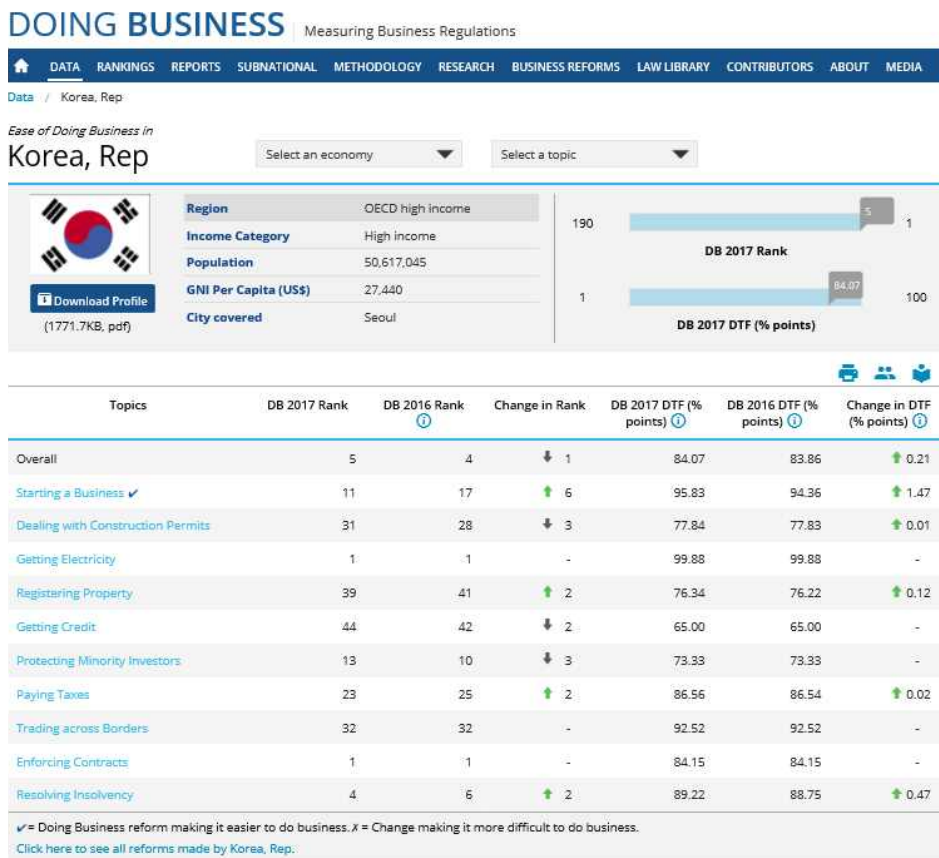 DOING BUSINESS Measuring Business Regulations
DATA RANKINGS REPORTS SUBNATIONAL METHODOLOGY RESEARCH BUSINESS REFORMS LAW LIBRARY CONTRIBUTORS ABOUT MEDIA
Data / Korea, Rep
Ease of Doing Business in
Korea, Rep
Select an economy
Select a topic
Region OECD high income
Income Category High income
Population 50,617,045
GNI Per Capita (US$) 27,440
City covered Seoul
Download Profile
(1771.7KB, pdf)
190 5 1
DB 2017 Rank
1 84.07 100
DB 2017 DTF (% points)
Topics DB 2017 Rank DB 2016 Rank Change in Rank DB 2017 DTF (% points) DB 2016 DTF (% points) Change in DTF (% points)
Overall 5 4 1 84.07 83.86 0.21
Starting a Business ✔ 11 17 6 95.83 94.36 1.47
Dealing with Construction Permits 31 28 3 77.84 77.83 0.01
Getting Electricity 1 1 - 99.88 99.88 -
Registering Property 39 41 2 76.34 76.22 0.12
Getting Credit 44 42 2 65.00 65.00 -
Protecting Minority Investors 13 10 3 73.33 73.33 -
Paying Taxes 23 25 2 86.56 86.54 0.02
Trading across Borders 32 32 - 92.52 92.52 -
Enforcing Contracts 1 1 - 84.15 84.15 -
Resolving Insolvency 4 6 2 89.22 88.75 0.47
✔= Doing Business reform making it easier to do business. ✗ = Change making it more difficult to do business.
Click here to see all reforms made by Korea, Rep.